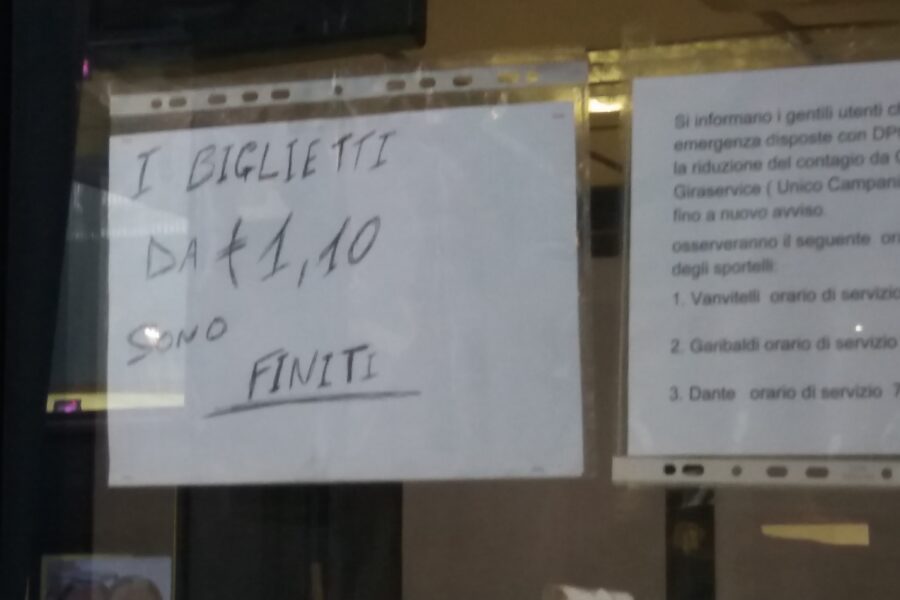 I BIGLIETTI
DA € 1,10
SONO
FINITI
Si informano i gentili utenti
emergenza disposte con
la riduzione del contagio da
Giraservice ( Unico Campani
fino a nuovo avviso.
osserveranno il seguente
degli sportelli:
1. Vanvitelli orario di servizio
2. Garibaldi orario di servizio
3. Dante orario di servizio 7